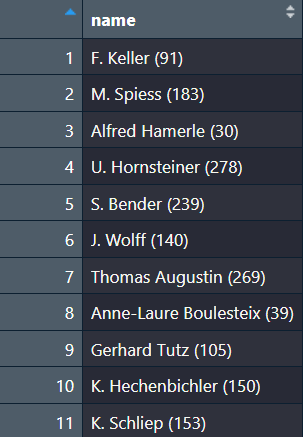 name
1 F. Keller (91)
2 M. Spiess (183)
3 Alfred Hamerle (30)
4 U. Hornsteiner (278)
5 S. Bender (239)
6 J. Wolff (140)
7 Thomas Augustin (269)
8 Anne-Laure Boulesteix (39)
9 Gerhard Tutz (105)
10 K. Hechenbichler (150)
11 K. Schliep (153)